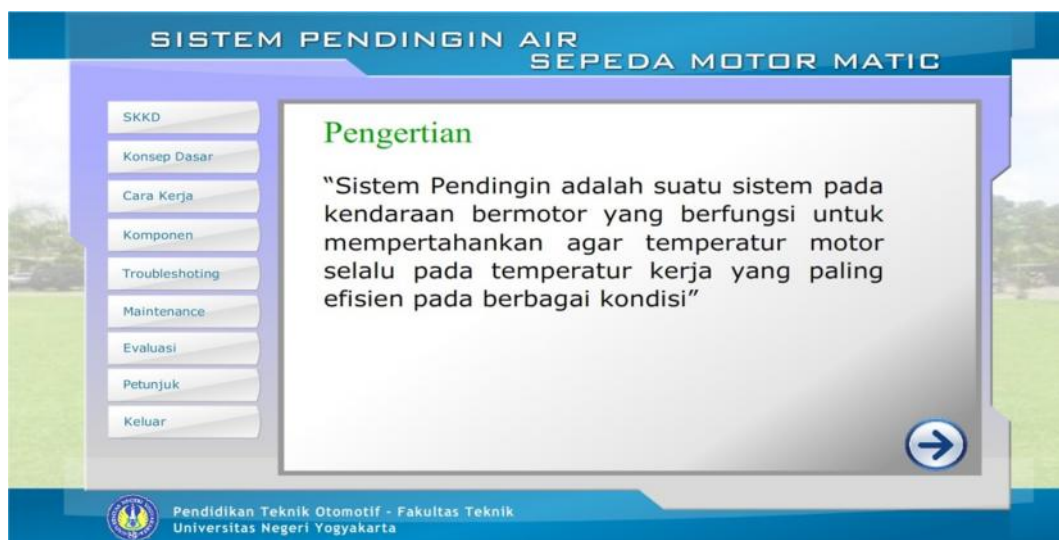 SISTEM PENDINGIN AIR
SEPEDA MOTOR MATIC
SKKD
Konsep Dasar
Cara Kerja
Komponen
Troubleshoting
Maintenance
Evaluasi
Petunjuk
Keluar
Pengertian
“Sistem Pendingin adalah suatu sistem pada
kendaraan bermotor yang berfungsi untuk
mempertahankan agar temperatur motor
selalu pada temperatur kerja yang paling
efisien pada berbagai kondisi”
Pendidikan Teknik Otomotif - Fakultas Teknik
Universitas Negeri Yogyakarta